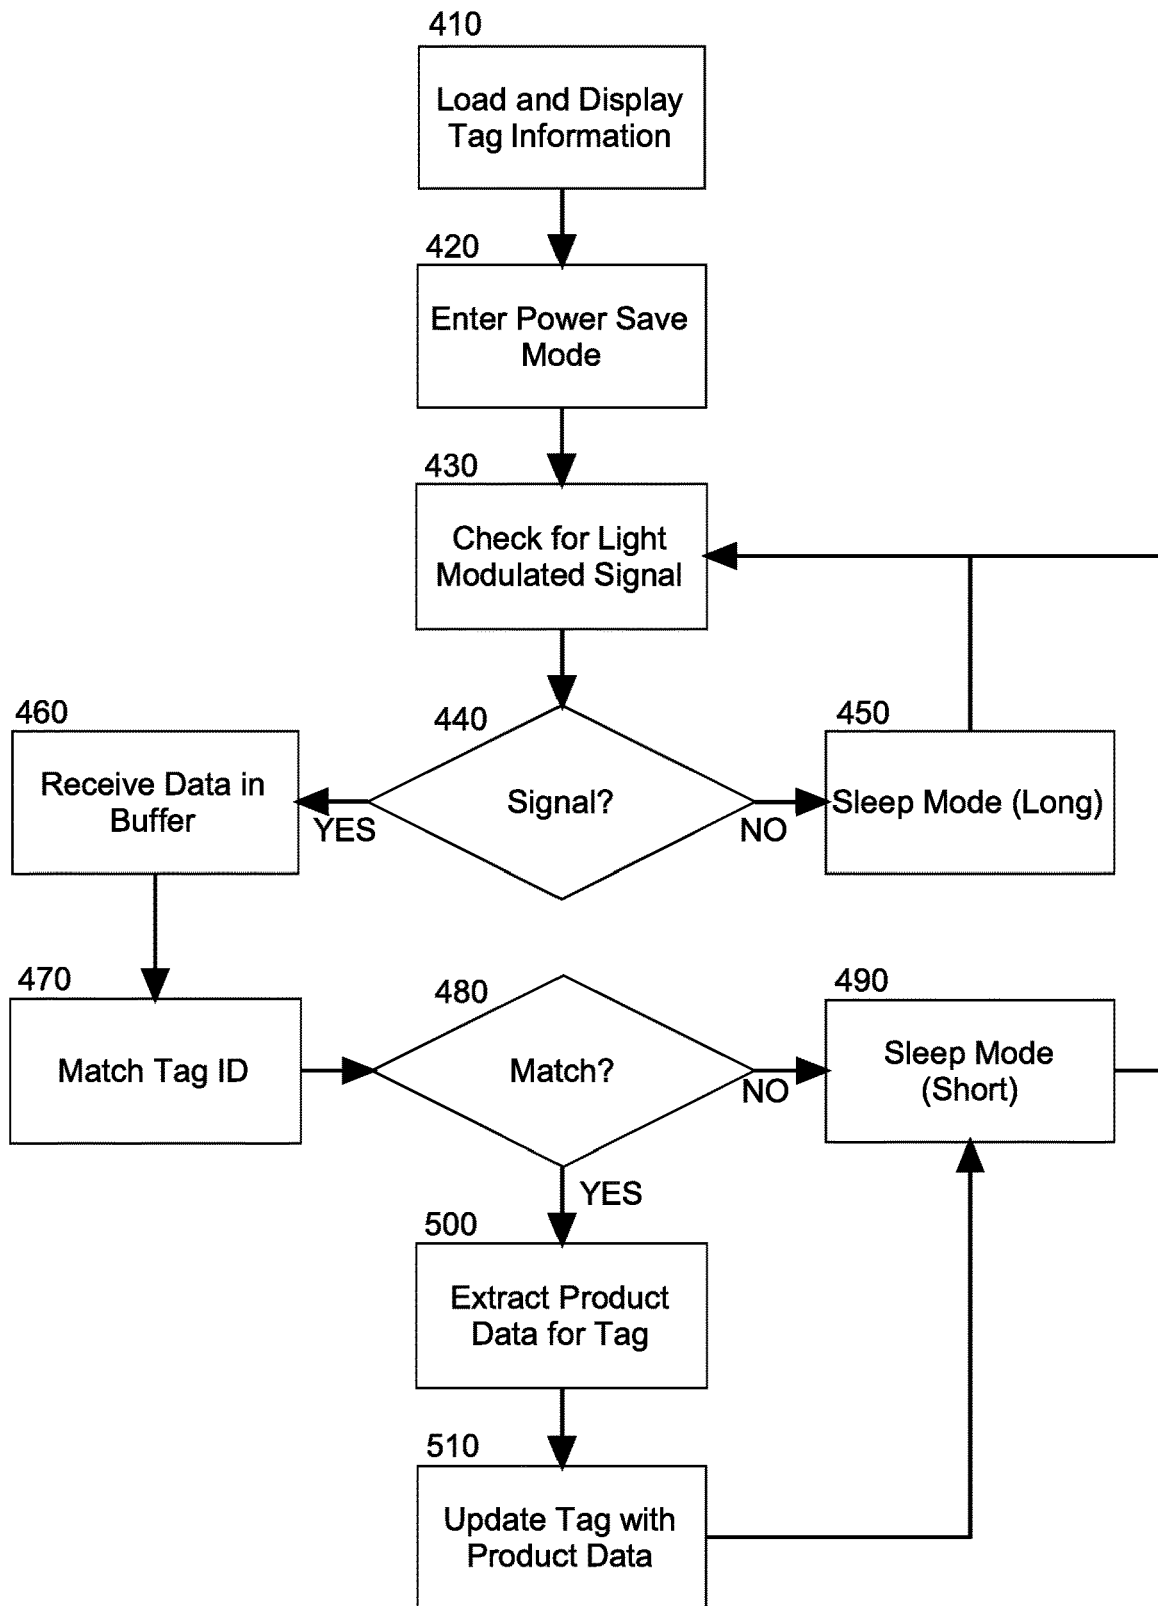 410
Load and Display
Tag Information
420
Enter Power Save
Mode
430
Check for Light
Modulated Signal
460
440
450
Receive Data in
Buffer
YES
Signal?
NO
Sleep Mode (Long)
470
480
490
Match Tag ID
Match?
NO
Sleep Mode
(Short)
YES
500
Extract Product
Data for Tag
510
Update Tag with
Product Data